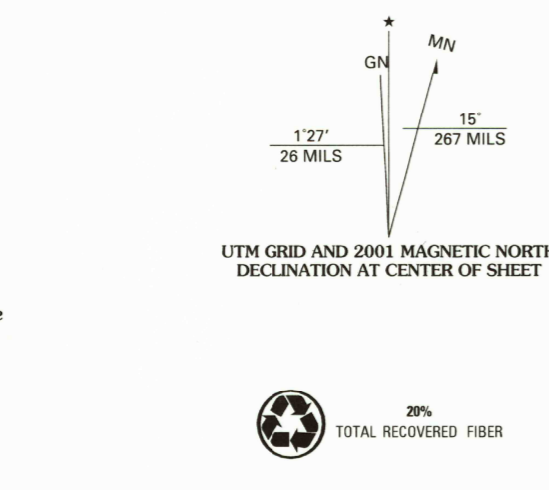 ★
MN
GN
1°27′
26 MILS
15°
267 MILS
UTM GRID AND 2001 MAGNETIC NORTH
DECLINATION AT CENTER OF SHEET
20%
TOTAL RECOVERED FIBER